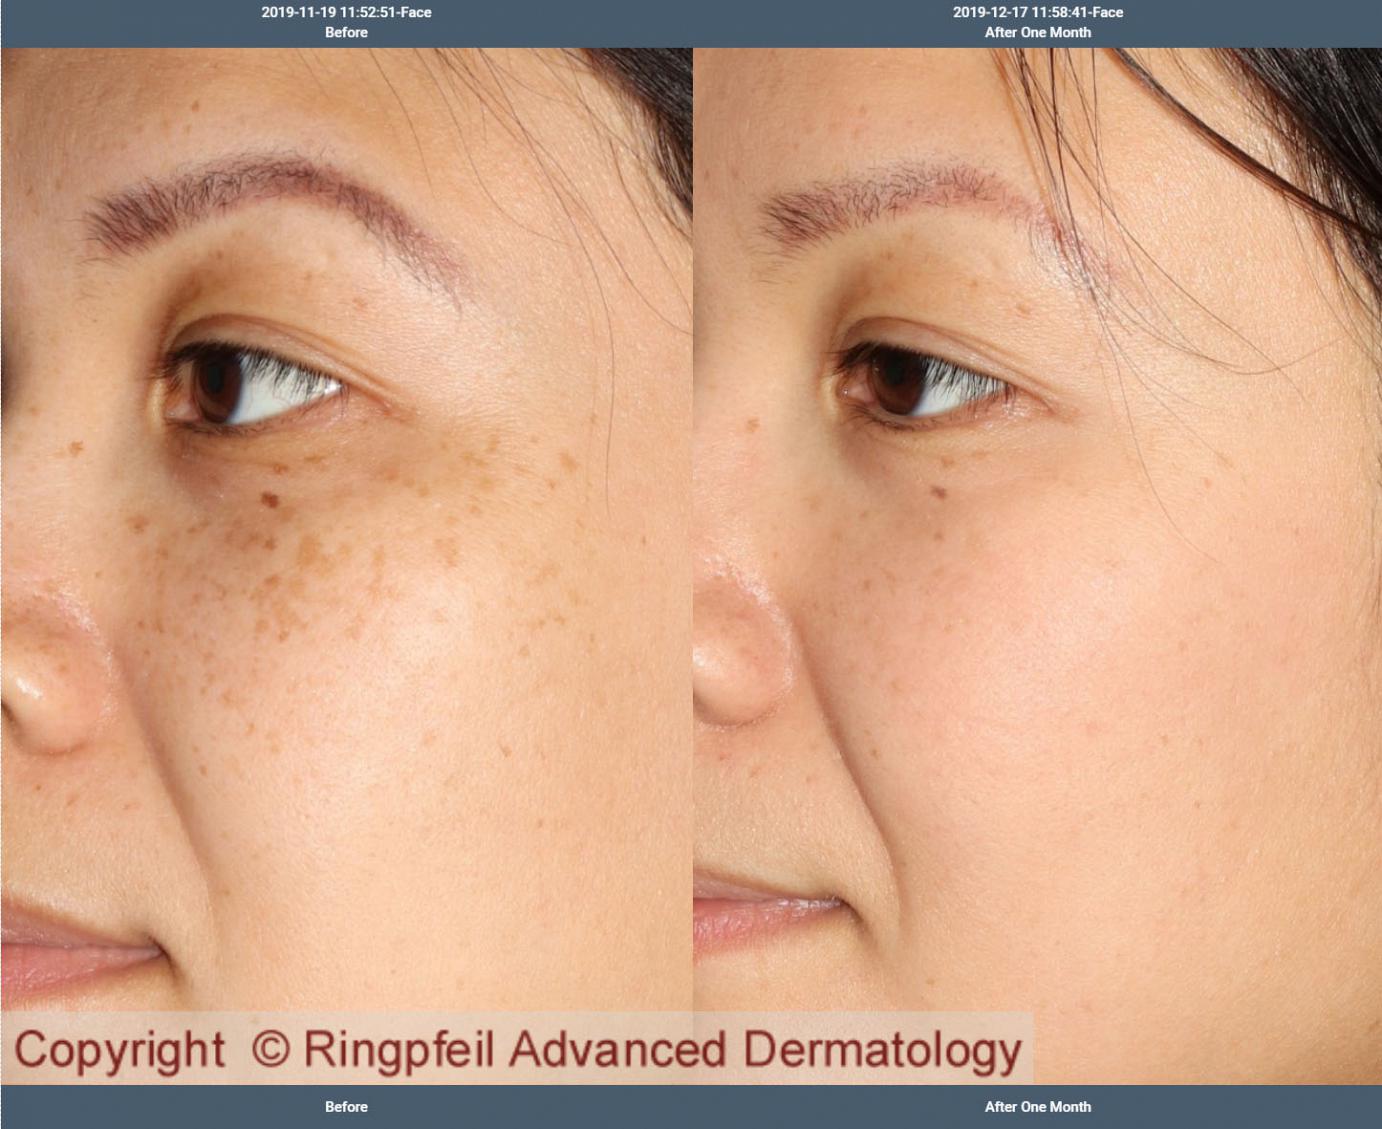 2019-11-19 11:52:51-Face
Before
2019-12-17 11:58:41-Face
After One Month
Copyright © Ringpfeil Advanced Dermatology
Before
After One Month